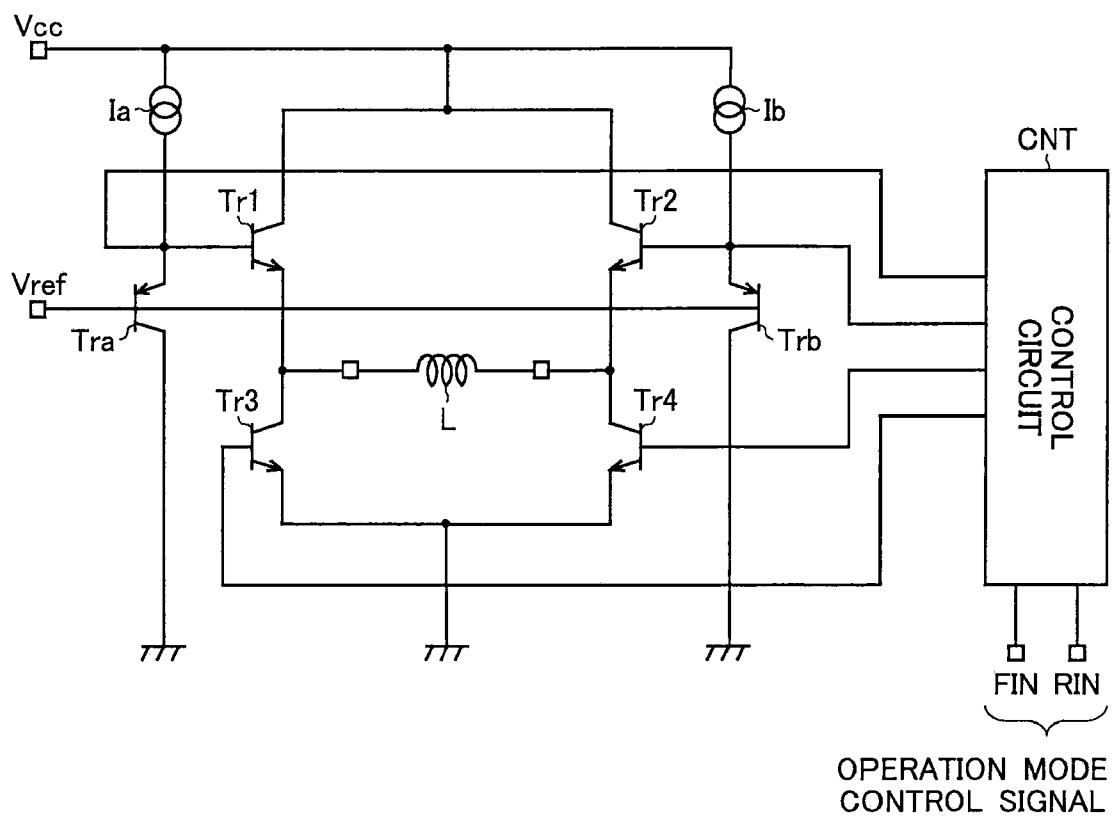 Vcc
Ia
Ib
CNT
Tr1
Tr2
Vref
Tra
Trb
CONTROL
CIRCUIT
L
Tr3
Tr4
FIN RIN
OPERATION MODE
CONTROL SIGNAL